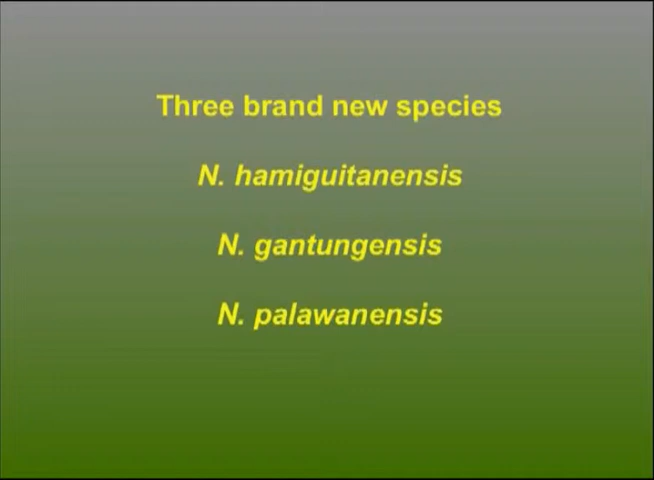 Three brand new species
N. hamiguitanensis
N. gantungensis
N. palawanensis